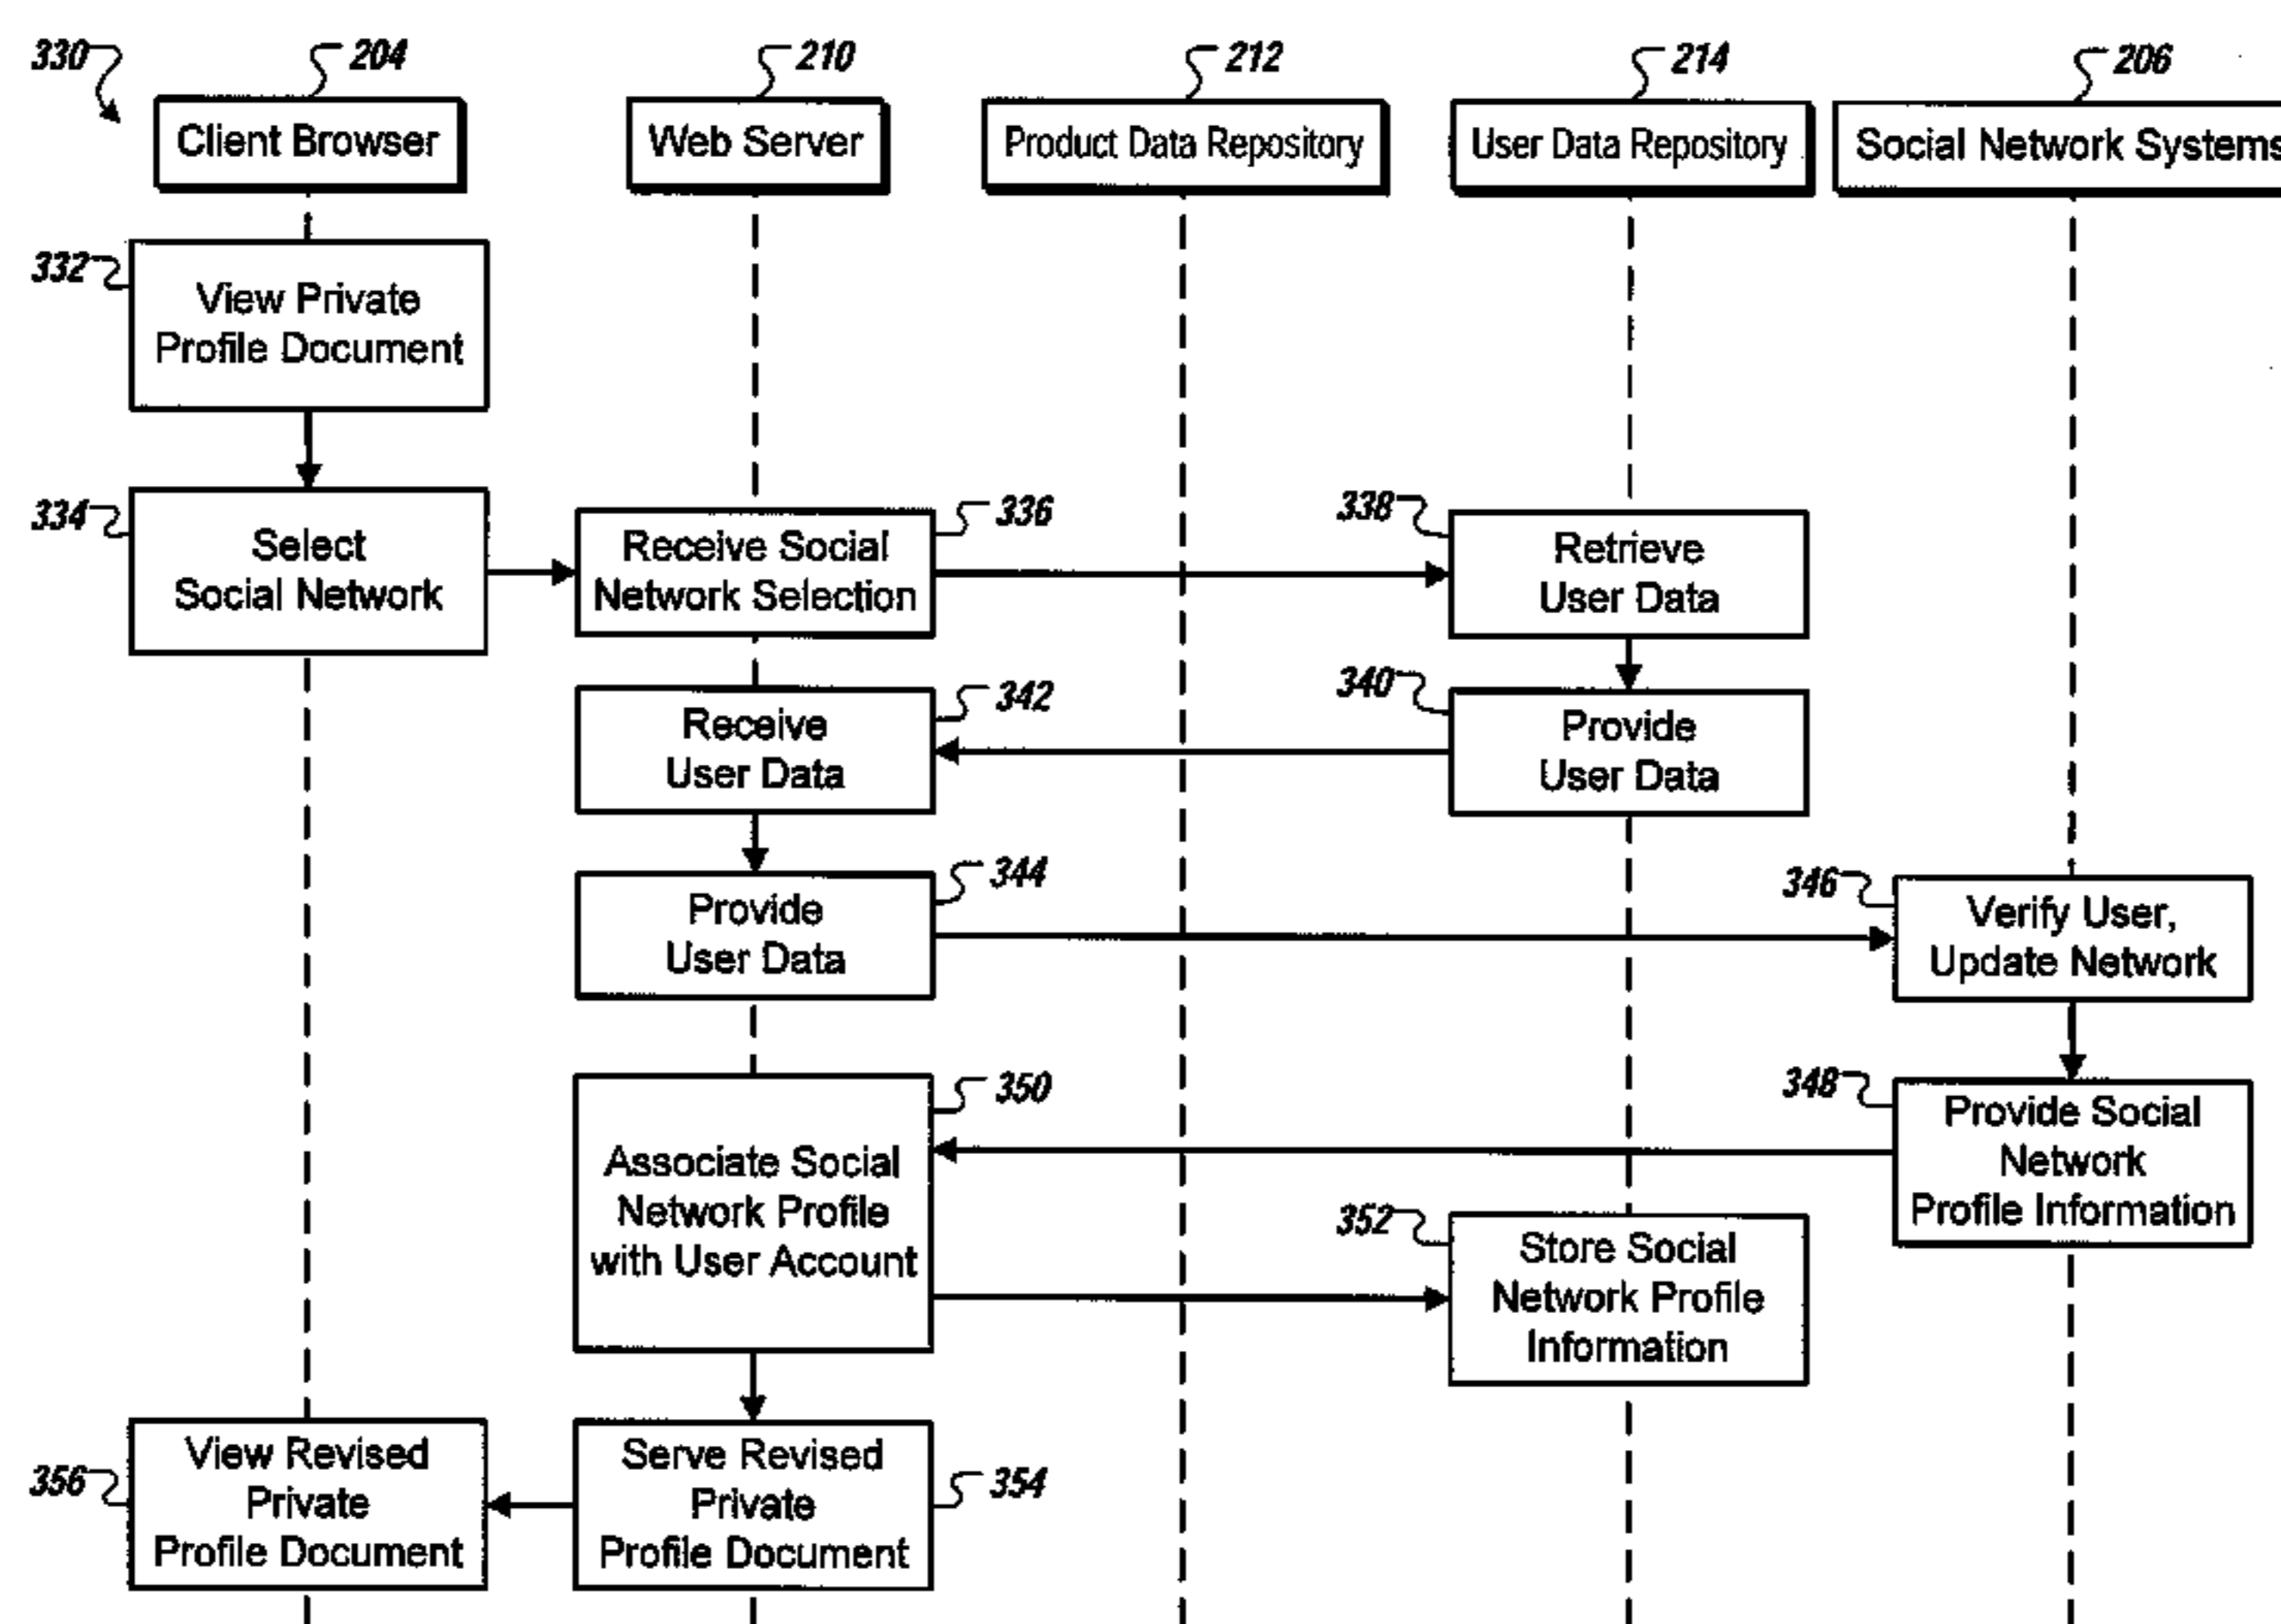 330
204
210
212
214
206
Client Browser
Web Server
Product Data Repository
User Data Repository
Social Network Systems
332
View Private
Profile Document
334
Select
Social Network
336
Receive Social
Network Selection
338
Retrieve
User Data
342
Receive
User Data
340
Provide
User Data
344
Provide
User Data
346
Verify User,
Update Network
350
Associate Social
Network Profile
with User Account
348
Provide Social
Network
Profile Information
352
Store Social
Network Profile
Information
356
View Revised
Private
Profile Document
354
Serve Revised
Private
Profile Document